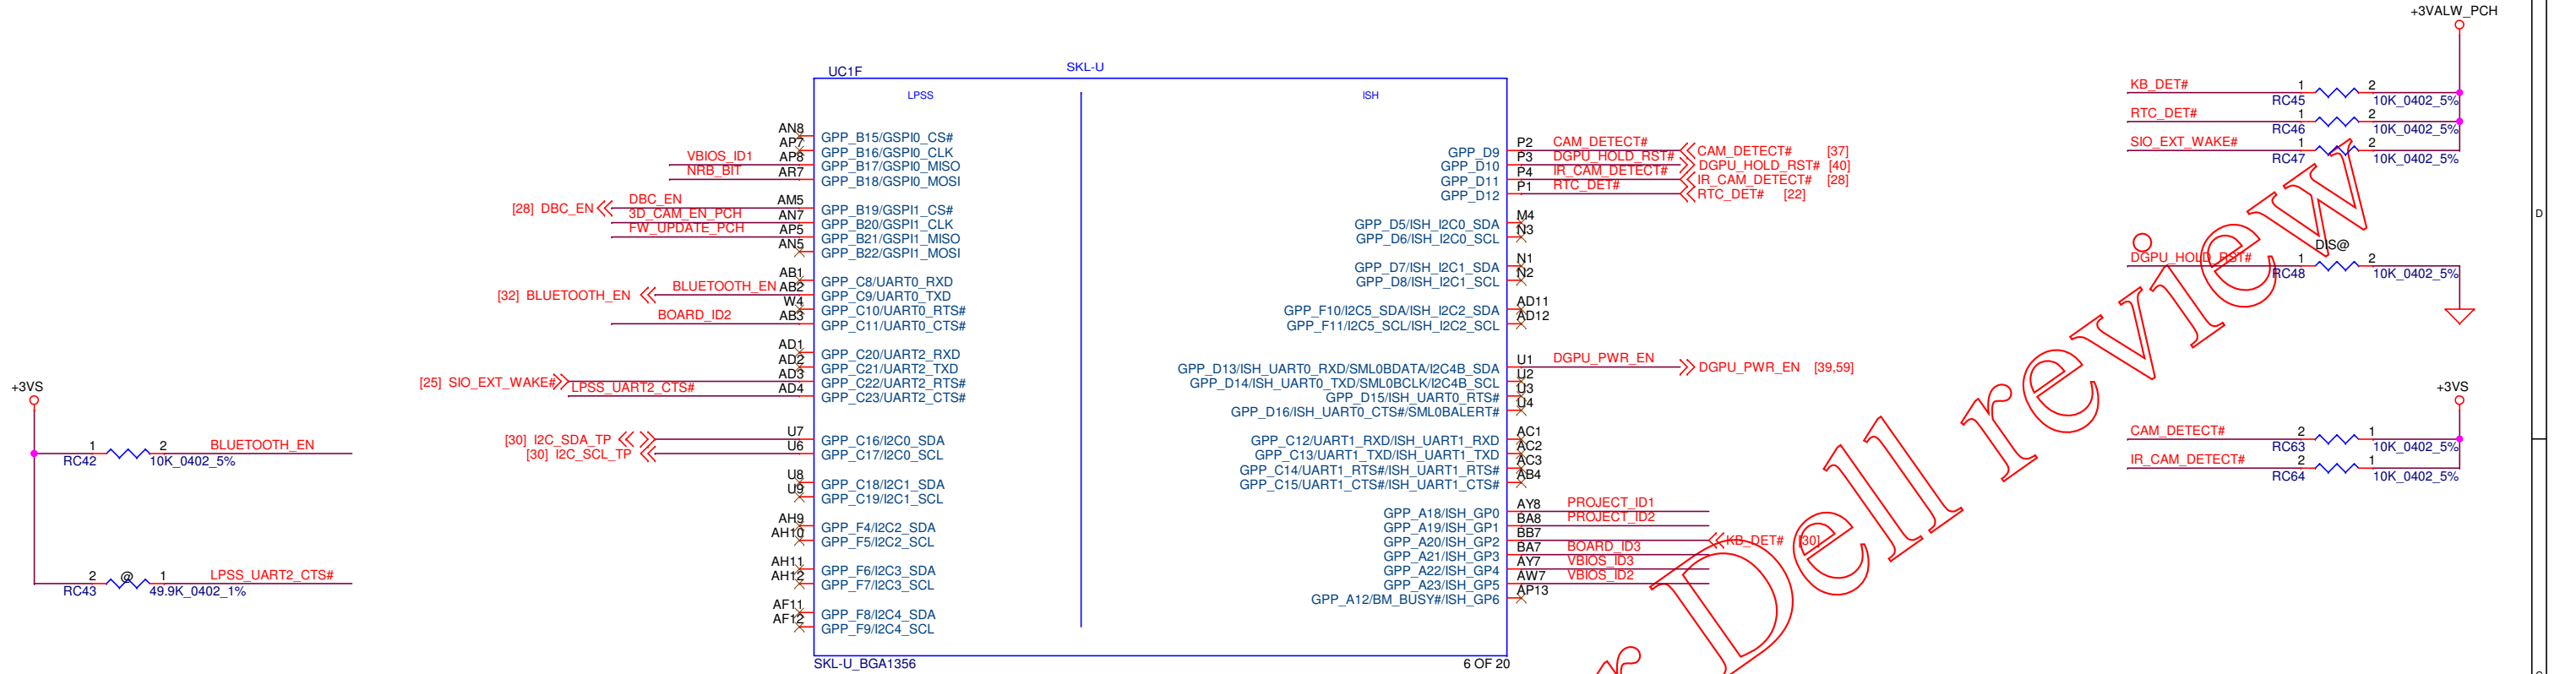 +3VALW_PCH
UC1F
SKL-U
LPSS
ISH
AN8
GPP_B15/GSPI0_CS#
AP7
GPP_B16/GSPI0_CLK
VBIOS_ID1
AP8
GPP_B17/GSPI0_MISO
NRB_BIT
AR7
GPP_B18/GSPI0_MOSI
[28] DBC_EN
DBC_EN
AM5
GPP_B19/GSPI1_CS#
3D_CAM_EN_PCH
AN7
GPP_B20/GSPI1_CLK
FW_UPDATE_PCH
AP5
GPP_B21/GSPI1_MISO
AN5
GPP_B22/GSPI1_MOSI
AB1
GPP_C8/UART0_RXD
[32] BLUETOOTH_EN
BLUETOOTH_EN
AB2
GPP_C9/UART0_TXD
W4
GPP_C10/UART0_RTS#
BOARD_ID2
AB3
GPP_C11/UART0_CTS#
AD1
GPP_C20/UART2_RXD
AD2
GPP_C21/UART2_TXD
[25] SIO_EXT_WAKE#
AD3
GPP_C22/UART2_RTS#
LPSS_UART2_CTS#
AD4
GPP_C23/UART2_CTS#
[30] I2C_SDA_TP
U7
GPP_C16/I2C0_SDA
[30] I2C_SCL_TP
U6
GPP_C17/I2C0_SCL
U8
GPP_C18/I2C1_SDA
U9
GPP_C19/I2C1_SCL
AH9
GPP_F4/I2C2_SDA
AH10
GPP_F5/I2C2_SCL
AH11
GPP_F6/I2C3_SDA
AH12
GPP_F7/I2C3_SCL
AF11
GPP_F8/I2C4_SDA
AF12
GPP_F9/I2C4_SCL
GPP_D9
P2
CAM_DETECT#
CAM_DETECT# [37]
GPP_D10
P3
DGPU_HOLD_RST#
DGPU_HOLD_RST# [40]
GPP_D11
P4
IR_CAM_DETECT#
IR_CAM_DETECT# [28]
GPP_D12
P1
RTC_DET#
RTC_DET# [22]
GPP_D5/ISH_I2C0_SDA
M4
GPP_D6/ISH_I2C0_SCL
N3
GPP_D7/ISH_I2C1_SDA
N1
GPP_D8/ISH_I2C1_SCL
N2
GPP_F10/I2C5_SDA/ISH_I2C2_SDA
AD11
GPP_F11/I2C5_SCL/ISH_I2C2_SCL
AD12
GPP_D13/ISH_UART0_RXD/SML0BDATA/I2C4B_SDA
U1
DGPU_PWR_EN
DGPU_PWR_EN [39,59]
GPP_D14/ISH_UART0_TXD/SML0BCLK/I2C4B_SCL
U2
GPP_D15/ISH_UART0_RTS#
U3
GPP_D16/ISH_UART0_CTS#/SML0BALERT#
U4
GPP_C12/UART1_RXD/ISH_UART1_RXD
AC1
GPP_C13/UART1_TXD/ISH_UART1_TXD
AC2
GPP_C14/UART1_RTS#/ISH_UART1_RTS#
AC3
GPP_C15/UART1_CTS#/ISH_UART1_CTS#
AB4
GPP_A18/ISH_GP0
AY8
PROJECT_ID1
GPP_A19/ISH_GP1
BA8
PROJECT_ID2
GPP_A20/ISH_GP2
BB7
KB_DET# [30]
GPP_A21/ISH_GP3
BA7
BOARD_ID3
GPP_A22/ISH_GP4
AY7
VBIOS_ID3
GPP_A23/ISH_GP5
AW7
VBIOS_ID2
GPP_A12/BM_BUSY#/ISH_GP6
AP13
SKL-U_BGA1356
6 OF 20
+3VS
1 2 BLUETOOTH_EN
RC42 10K_0402_5%
2 @ 1 LPSS_UART2_CTS#
RC43 49.9K_0402_1%
KB_DET# 1 2
RC45 10K_0402_5%
RTC_DET# 1 2
RC46 10K_0402_5%
SIO_EXT_WAKE# 1 2
RC47 10K_0402_5%
DIS@
DGPU_HOLD_RST# 1 2
RC48 10K_0402_5%
+3VS
CAM_DETECT# 2 1
RC63 10K_0402_5%
IR_CAM_DETECT# 2 1
RC64 10K_0402_5%
D
r Dell review